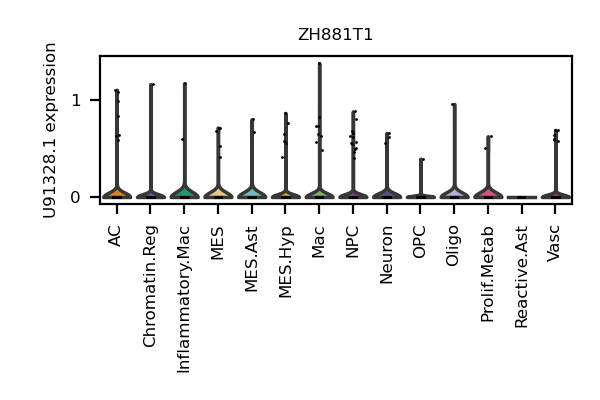 ZH881T1
U91328.1 expression
1
0
AC
Chromatin.Reg
Inflammatory.Mac
MES
MES.Ast
MES.Hyp
Mac
NPC
Neuron
OPC
Oligo
Prolif.Metab
Reactive.Ast
Vasc